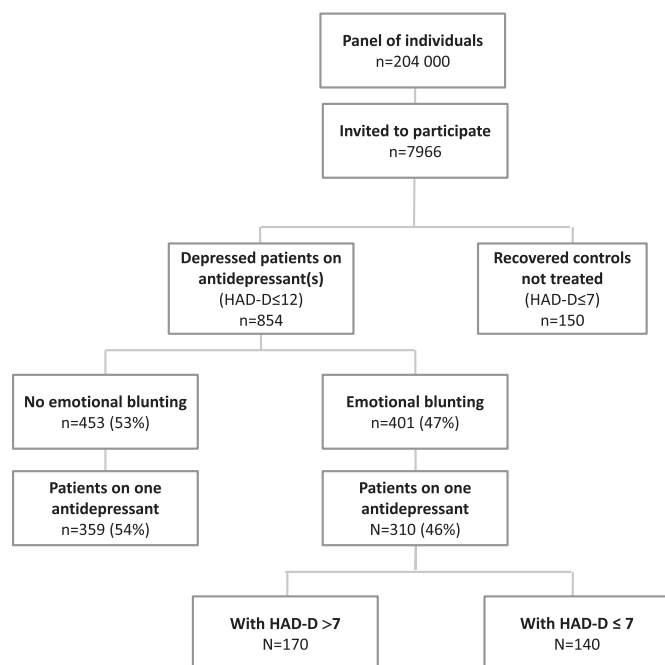 Panel of individuals
n=204 000
Invited to participate
n=7966
Depressed patients on
antidepressant(s)
(HAD-D≤12)
n=854
Recovered controls
not treated
(HAD-D≤7)
n=150
No emotional blunting
n=453 (53%)
Emotional blunting
n=401 (47%)
Patients on one
antidepressant
n=359 (54%)
Patients on one
antidepressant
N=310 (46%)
With HAD-D >7
N=170
With HAD-D ≤ 7
N=140